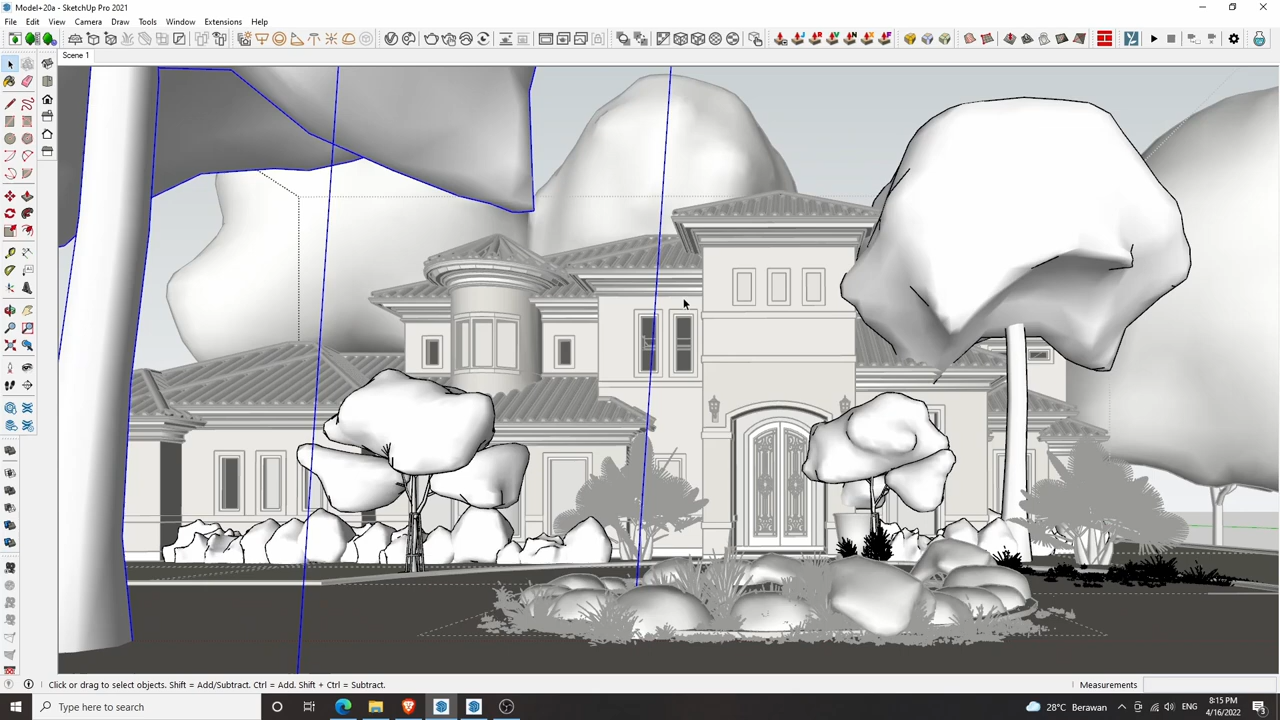 Model+20a - SketchUp Pro 2021
File Edit View Camera Draw Tools Window Extensions Help
Scene 1
Click or drag to select objects. Shift = Add/Subtract. Ctrl = Add. Shift + Ctrl = Subtract.
Measurements
Type here to search
28°C Berawan
ENG
8:15 PM
4/16/2022